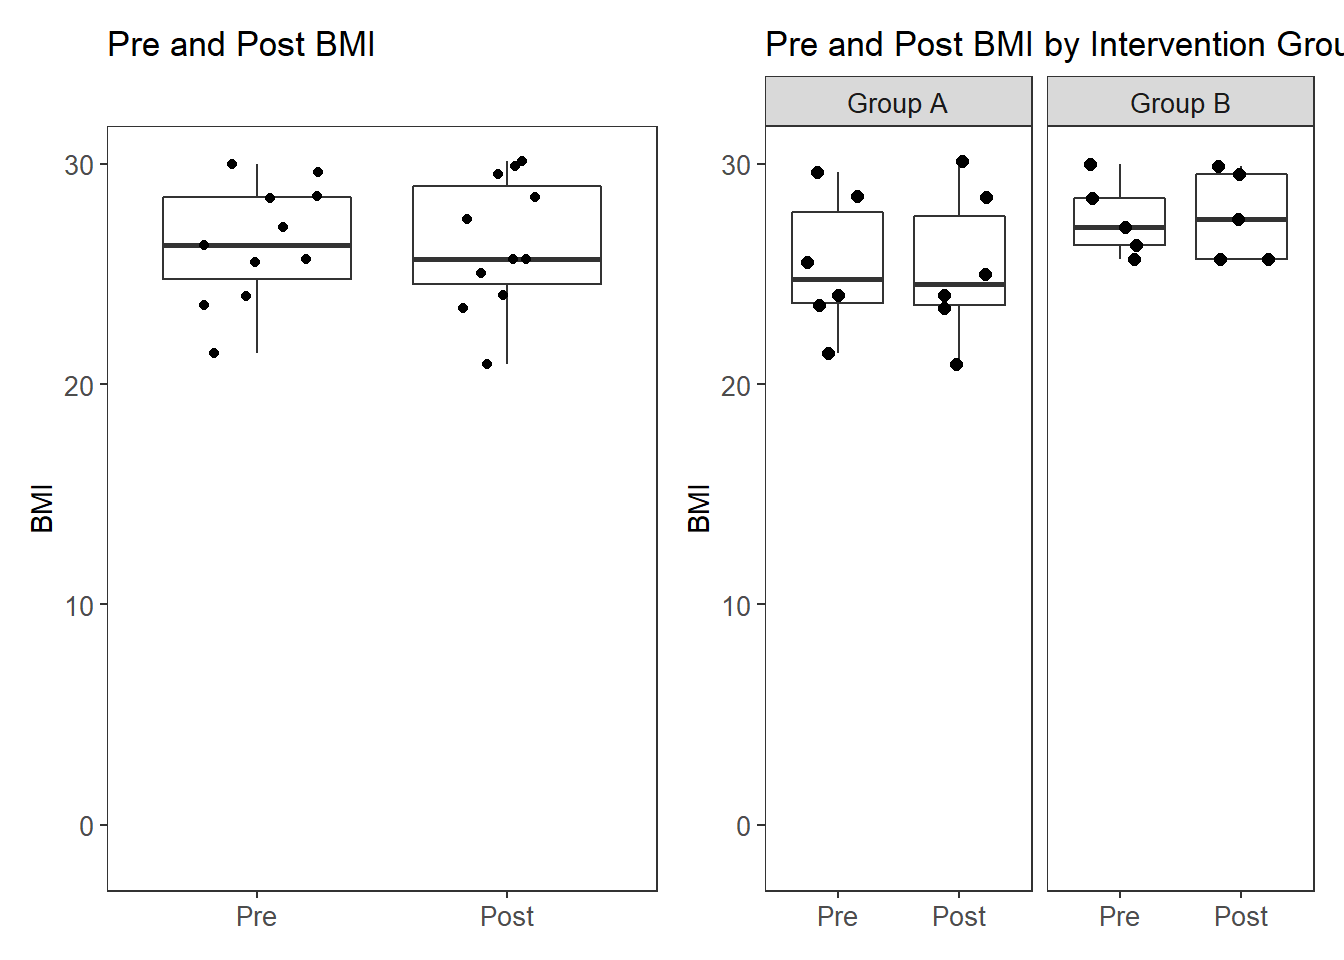 Pre and Post BMI
30
20
10
0
BMI
Pre Post
Pre and Post BMI by Intervention Grou
Group A Group B
30
20
10
0
BMI
Pre Post Pre Post